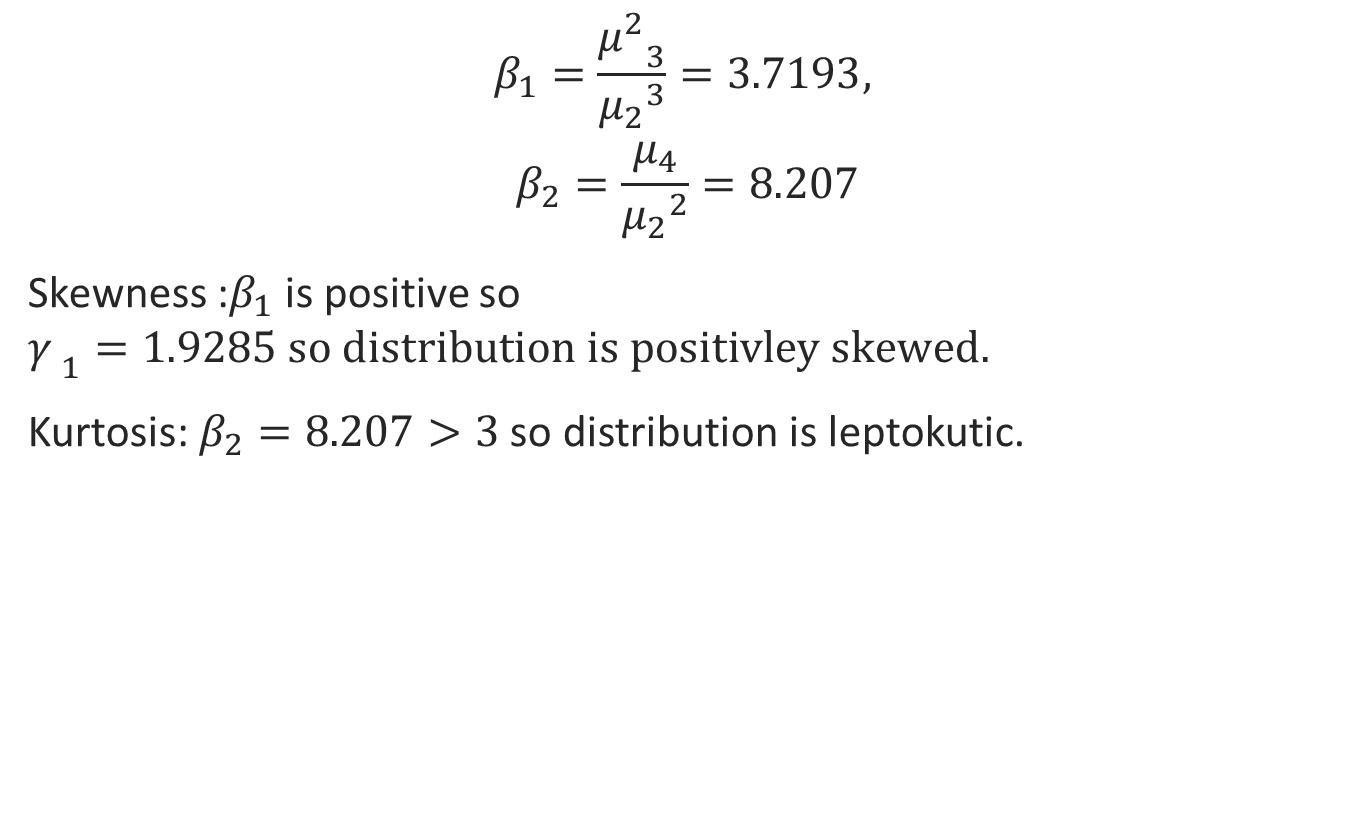 β₁ = μ²₃ / μ₂³ = 3.7193,
β₂ = μ₄ / μ₂² = 8.207
Skewness :β₁ is positive so
γ ₁ = 1.9285 so distribution is positivley skewed.
Kurtosis: β₂ = 8.207 > 3 so distribution is leptokutic.